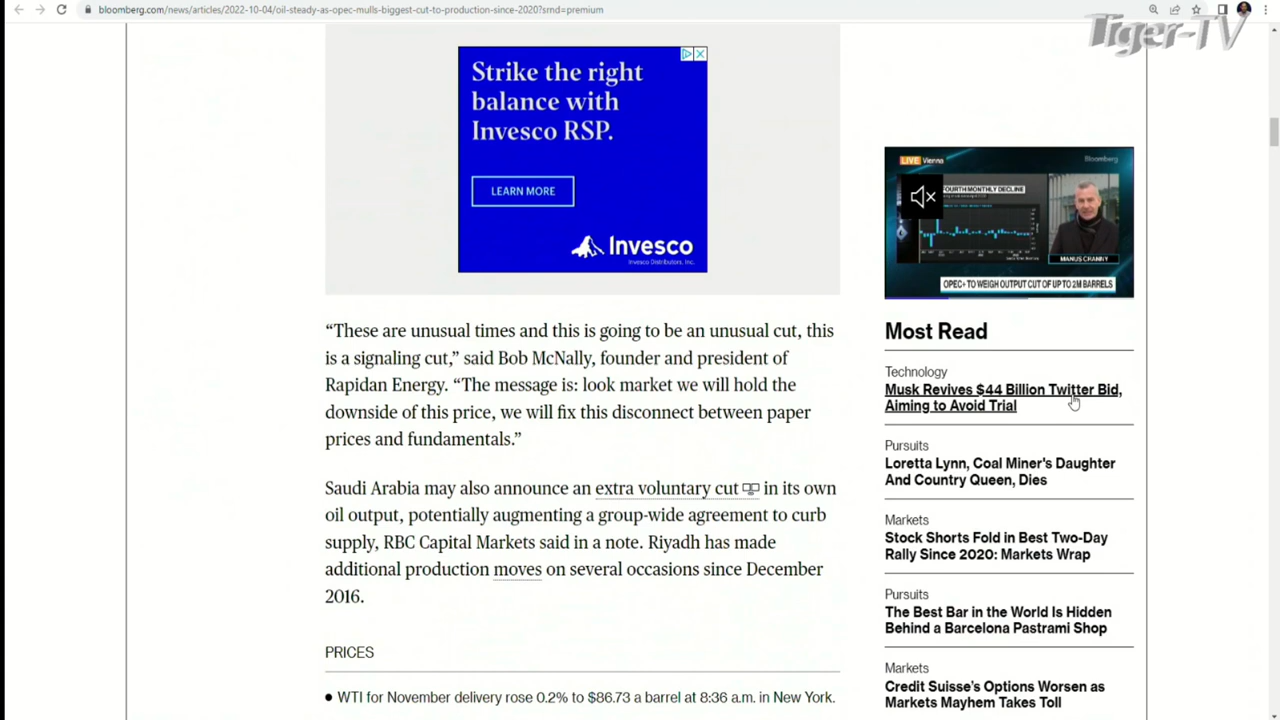 bloomberg.com/news/articles/2022-10-04/oil-steady-as-opec-mulls-biggest-cut-to-production-since-2020?srnd=premium
Tiger-TV
Strike the right
balance with
Invesco RSP.
LEARN MORE
Invesco
Invesco Distributors, Inc.
“These are unusual times and this is going to be an unusual cut, this
is a signaling cut,” said Bob McNally, founder and president of
Rapidan Energy. “The message is: look market we will hold the
downside of this price, we will fix this disconnect between paper
prices and fundamentals.”
Saudi Arabia may also announce an extra voluntary cut in its own
oil output, potentially augmenting a group-wide agreement to curb
supply, RBC Capital Markets said in a note. Riyadh has made
additional production moves on several occasions since December
2016.
PRICES
● WTI for November delivery rose 0.2% to $86.73 a barrel at 8:36 a.m. in New York.
LIVE Vienna
Bloomberg
FOURTH MONTHLY DECLINE
MANUS CRANNY
OPEC+ TO WEIGH OUTPUT CUT OF UP TO 2M BARRELS
Most Read
Technology
Musk Revives $44 Billion Twitter Bid,
Aiming to Avoid Trial
Pursuits
Loretta Lynn, Coal Miner's Daughter
And Country Queen, Dies
Markets
Stock Shorts Fold in Best Two-Day
Rally Since 2020: Markets Wrap
Pursuits
The Best Bar in the World Is Hidden
Behind a Barcelona Pastrami Shop
Markets
Credit Suisse's Options Worsen as
Markets Mayhem Takes Toll